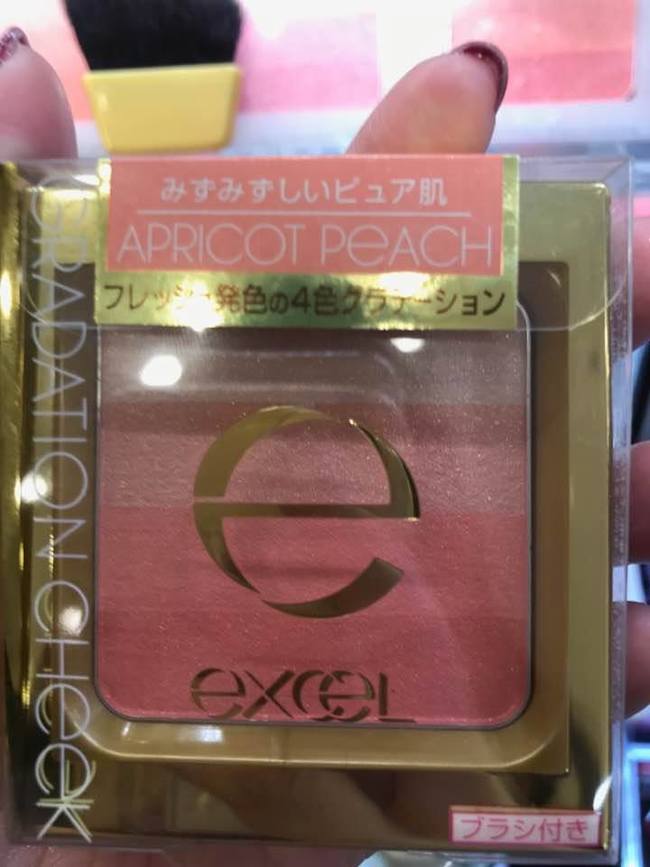 みずみずしいピュア肌
APRICOT PeACH
フレッシュ発色の4色グラデーション
GRADATION CHeek
e
exceL
ブラシ付き